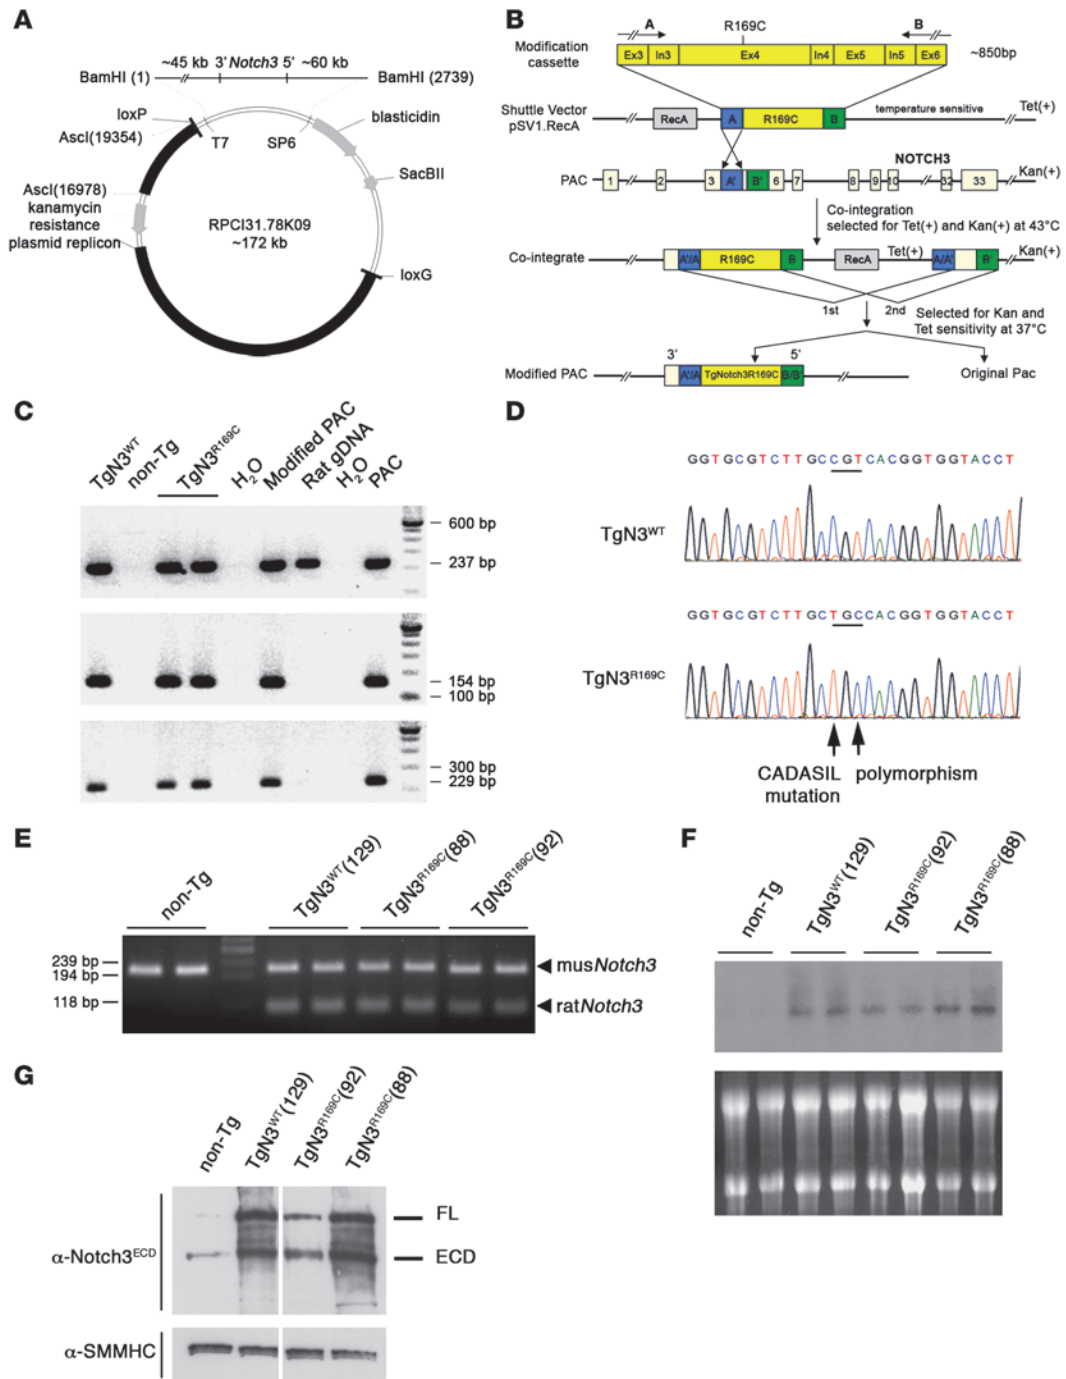 A
~45 kb 3' Notch3 5' ~60 kb
BamHI (1)
BamHI (2739)
loxP
AscI(19354)
T7
SP6
blasticidin
SacBII
AscI(16978)
kanamycin
resistance
plasmid replicon
RPCI31.78K09
~172 kb
loxG
B
A
R169C
B
Modification
cassette
Ex3 In3 Ex4 In4 Ex5 In5 Ex6
~850bp
Shuttle Vector
pSV1.RecA
RecA A R169C B
temperature sensitive
Tet(+)
NOTCH3
PAC
1 2 3 A' B' 6 7 8 9 10 32 33
Kan(+)
Co-integration
selected for Tet(+) and Kan(+) at 43°C
Co-integrate
A'/A R169C B RecA Tet(+) A/A' B'
Kan(+)
1st
2nd
Selected for Kan and
Tet sensitivity at 37°C
3'
5'
Modified PAC
A'/A TgNotch3R169C B/B'
Original Pac
C
TgN3WT
non-Tg
TgN3R169C
H2O
Modified PAC
Rat gDNA
H2O
PAC
600 bp
237 bp
154 bp
100 bp
300 bp
229 bp
D
GGTGCGTCTTGCCGTCACGGTGGTACCT
TgN3WT
GGTGCGTCTTGCTGCCACGGTGGTACCT
TgN3R169C
CADASIL
mutation
polymorphism
E
non-Tg
TgN3WT(129)
TgN3R169C(88)
TgN3R169C(92)
239 bp
194 bp
118 bp
musNotch3
ratNotch3
F
non-Tg
TgN3WT(129)
TgN3R169C(92)
TgN3R169C(88)
G
non-Tg
TgN3WT(129)
TgN3R169C(92)
TgN3R169C(88)
α-Notch3ECD
FL
ECD
α-SMMHC